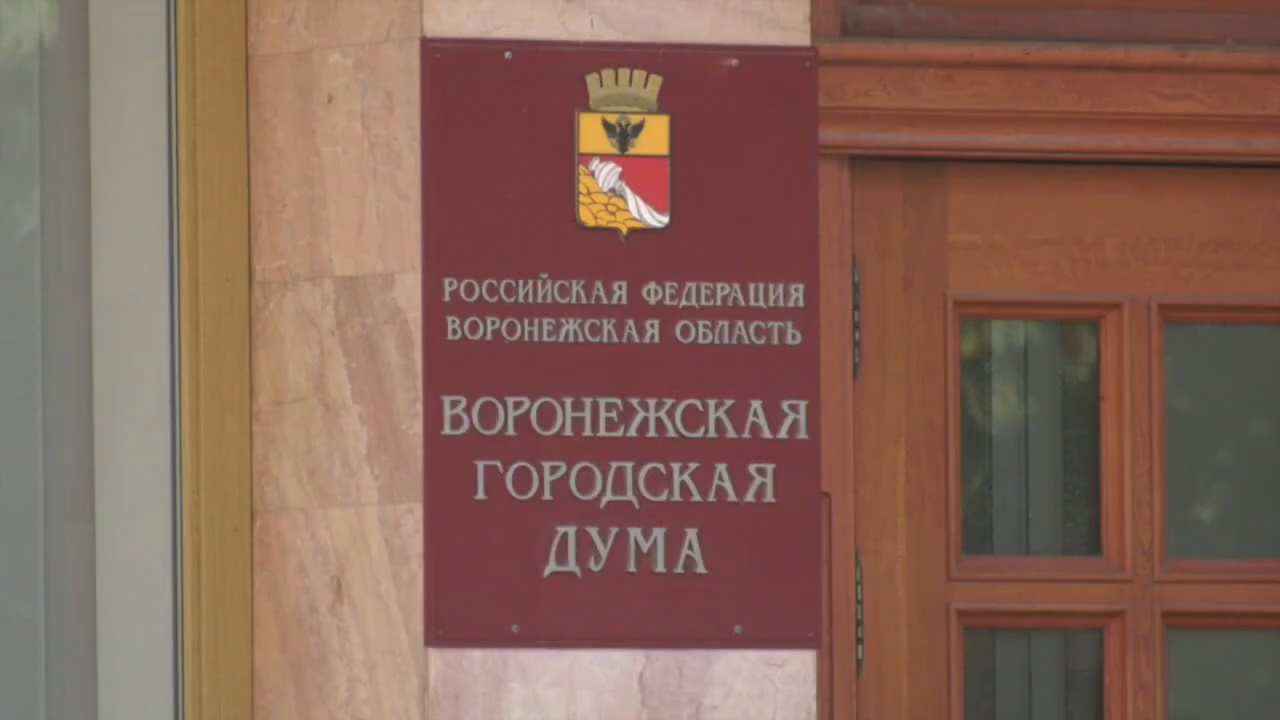 РОССИЙСКАЯ ФЕДЕРАЦИЯ
ВОРОНЕЖСКАЯ ОБЛАСТЬ
ВОРОНЕЖСКАЯ
ГОРОДСКАЯ
ДУМА